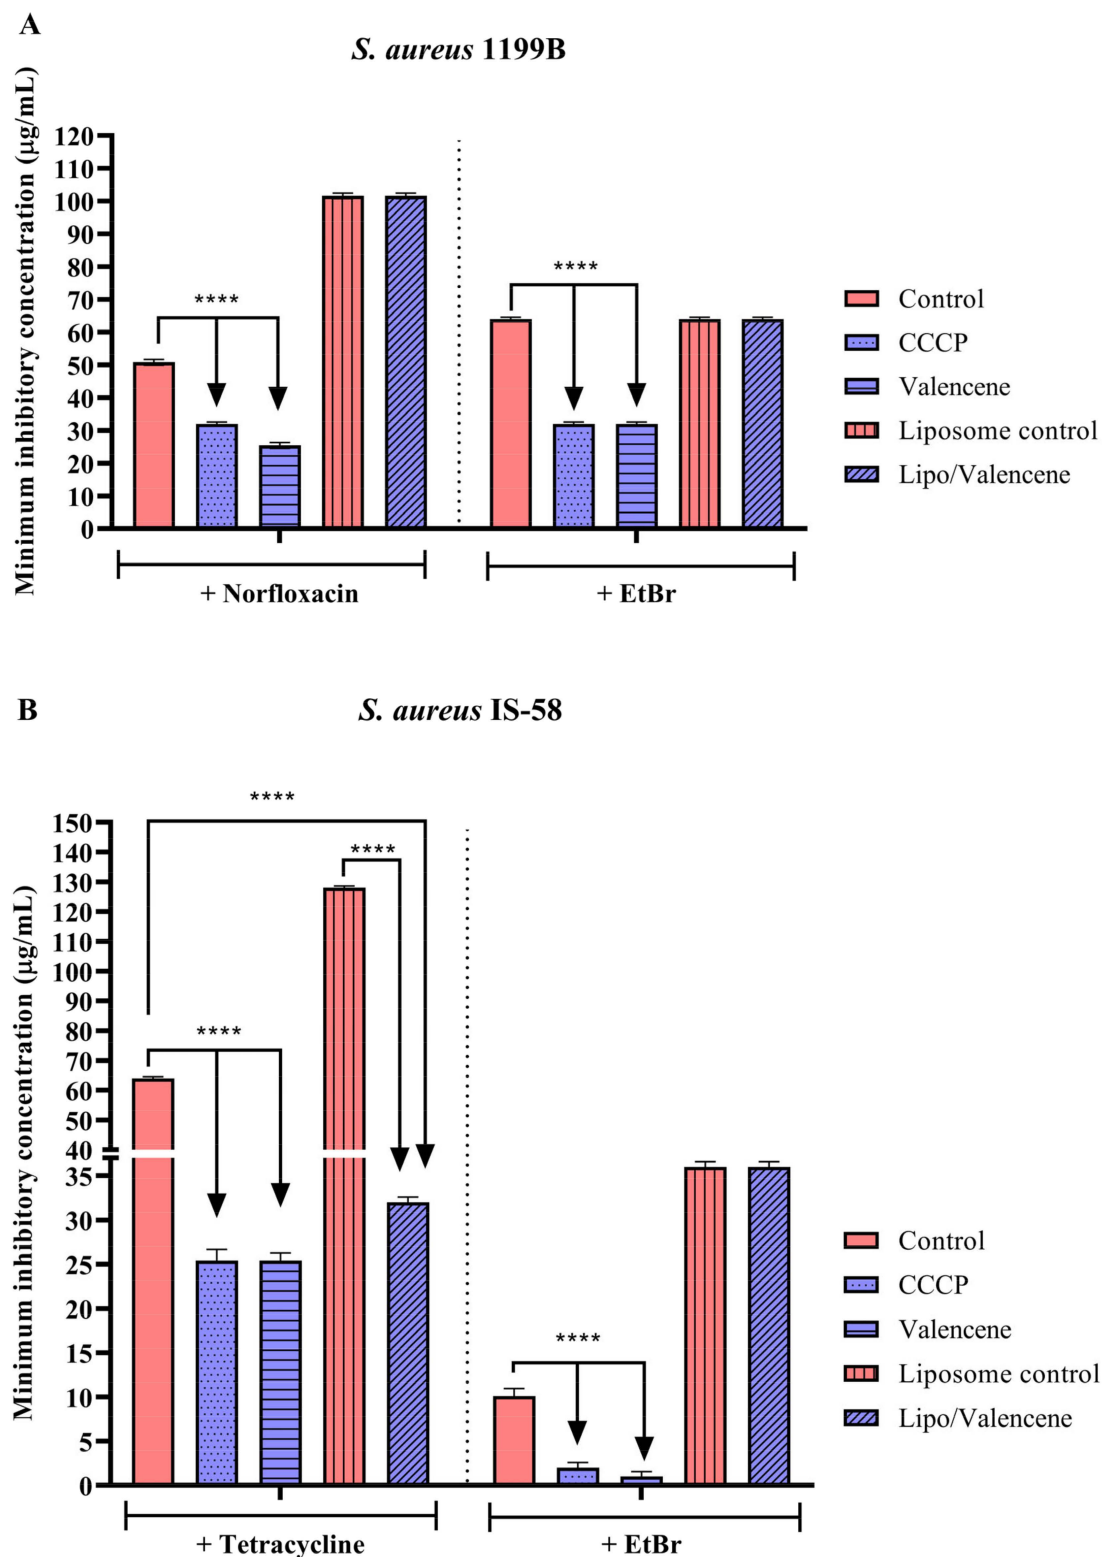 A
S. aureus 1199B
Minimum inhibitory concentration (µg/mL)
120
110
100
90
80
70
60
50
40
30
20
10
0
****
****
+ Norfloxacin
+ EtBr
Control
CCCP
Valencene
Liposome control
Lipo/Valencene
B
S. aureus IS-58
Minimum inhibitory concentration (µg/mL)
150
140
130
120
110
100
90
80
70
60
50
40
35
30
25
20
15
10
5
0
****
****
****
****
+ Tetracycline
+ EtBr
Control
CCCP
Valencene
Liposome control
Lipo/Valencene